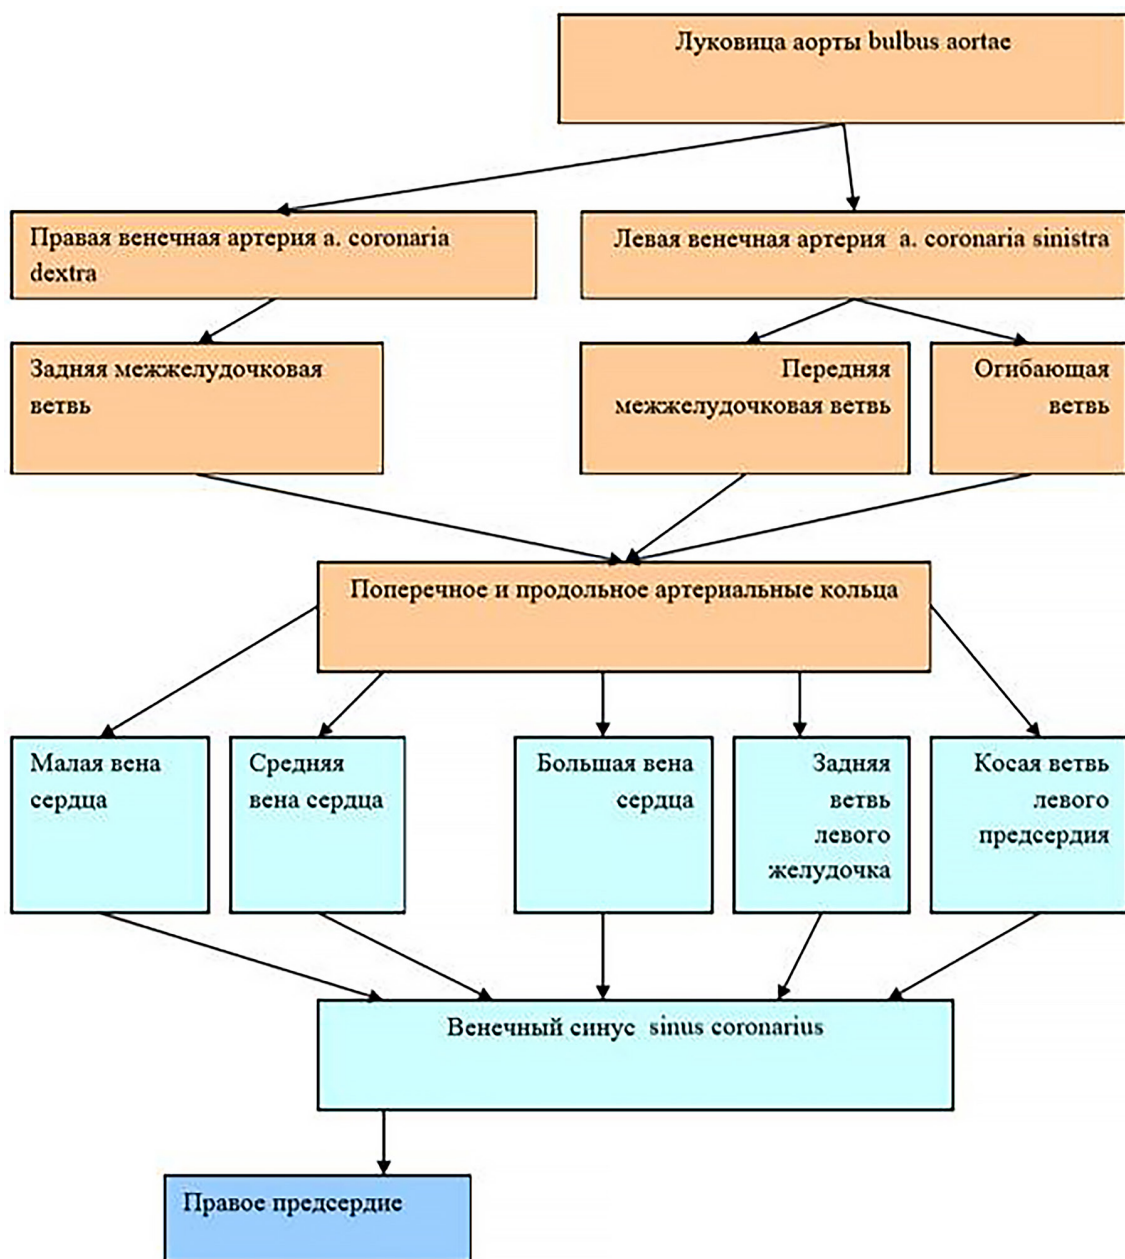 Луковица аорты bulbus aortae
Правая венечная артерия a. coronaria
dextra
Левая венечная артерия a. coronaria sinistra
Задняя межжелудочковая
ветвь
Передняя
межжелудочковая ветвь
Огибающая
ветвь
Поперечное и продольное артериальные кольца
Малая вена
сердца
Средняя
вена сердца
Большая вена
сердца
Задняя
ветвь
левого
желудочка
Косая ветвь
левого
предсердия
Венечный синус sinus coronarius
Правое предсердие